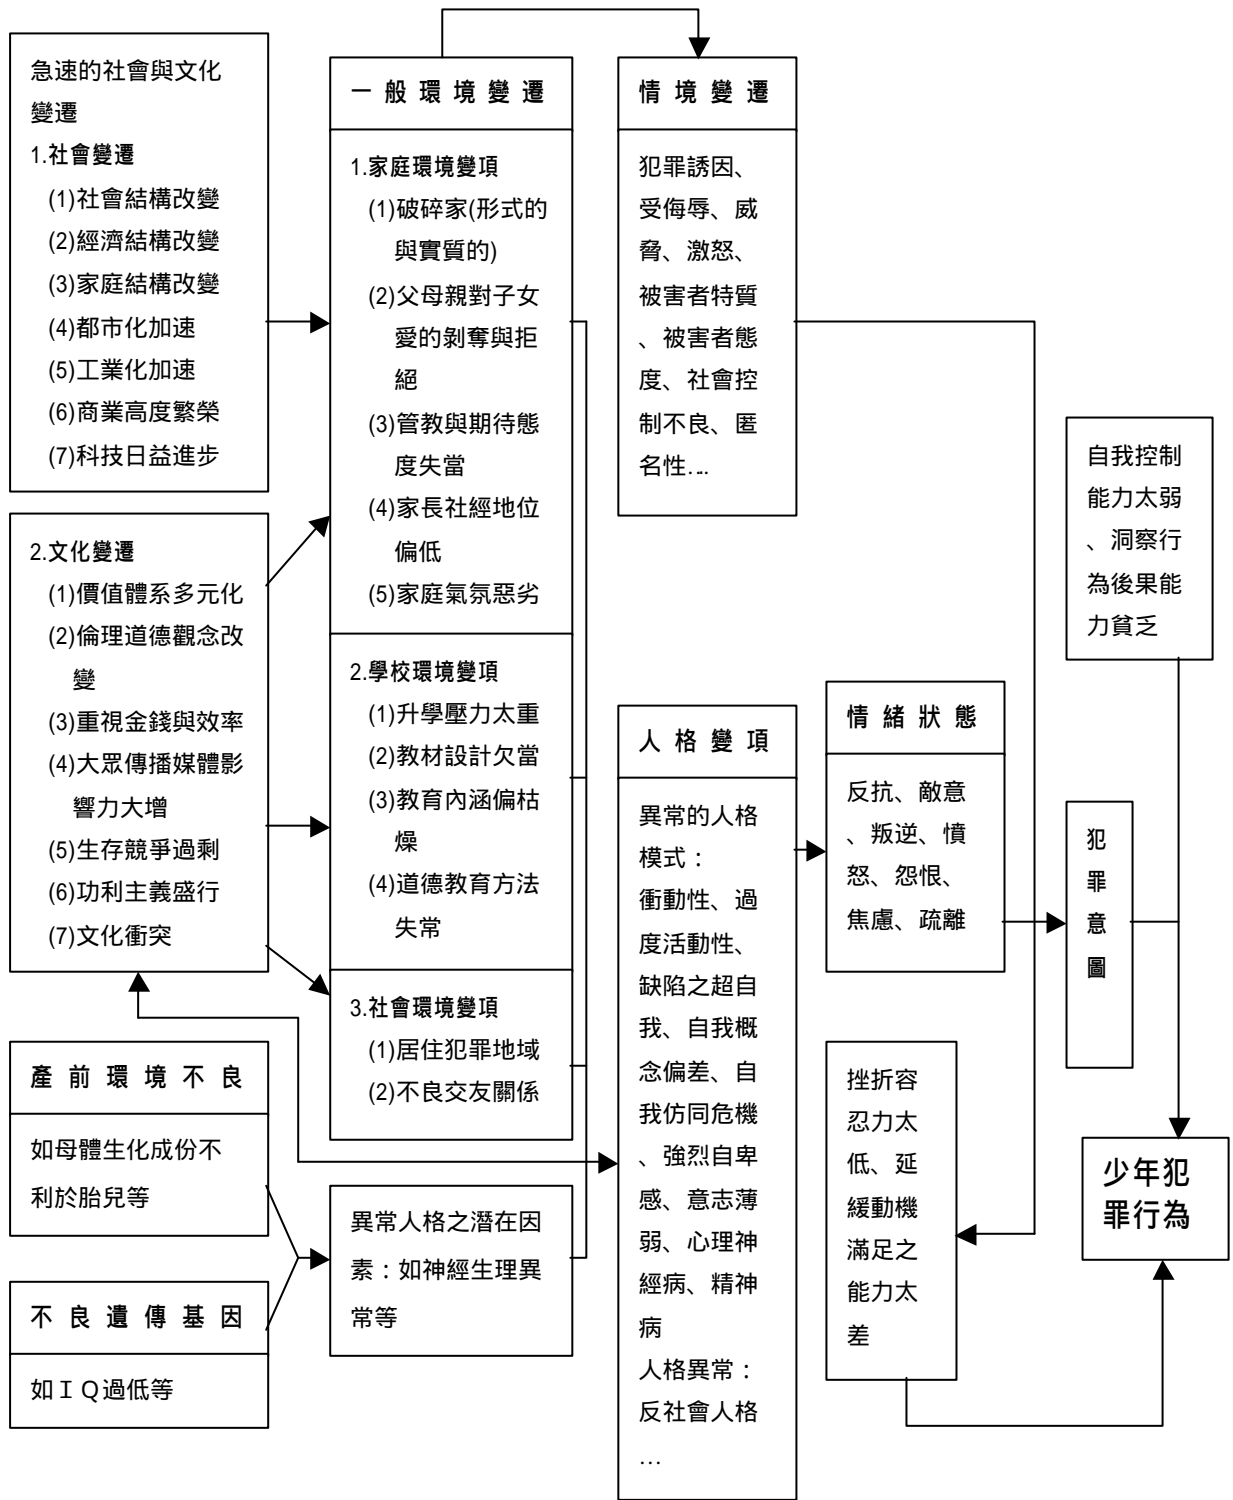 急速的社會與文化
變遷
1.社會變遷
(1)社會結構改變
(2)經濟結構改變
(3)家庭結構改變
(4)都市化加速
(5)工業化加速
(6)商業高度繁榮
(7)科技日益進步
2.文化變遷
(1)價值體系多元化
(2)倫理道德觀念改
變
(3)重視金錢與效率
(4)大眾傳播媒體影
響力大增
(5)生存競爭過剩
(6)功利主義盛行
(7)文化衝突
產前環境不良
如母體生化成份不
利於胎兒等
不良遺傳基因
如ＩＱ過低等
一般環境變遷
1.家庭環境變項
(1)破碎家(形式的
與實質的)
(2)父母親對子女
愛的剝奪與拒
絕
(3)管教與期待態
度失當
(4)家長社經地位
偏低
(5)家庭氣氛惡劣
2.學校環境變項
(1)升學壓力太重
(2)教材設計欠當
(3)教育內涵偏枯
燥
(4)道德教育方法
失常
3.社會環境變項
(1)居住犯罪地域
(2)不良交友關係
異常人格之潛在因
素：如神經生理異
常等
情境變遷
犯罪誘因、
受侮辱、威
脅、激怒、
被害者特質
、被害者態
度、社會控
制不良、匿
名性…
人格變項
異常的人格
模式：
衝動性、過
度活動性、
缺陷之超自
我、自我概
念偏差、自
我仿同危機
、強烈自卑
感、意志薄
弱、心理神
經病、精神
病
人格異常：
反社會人格
…
情緒狀態
反抗、敵意
、叛逆、憤
怒、怨恨、
焦慮、疏離
挫折容
忍力太
低、延
緩動機
滿足之
能力太
差
自我控制
能力太弱
、洞察行
為後果能
力貧乏
犯
罪
意
圖
少年犯
罪行為